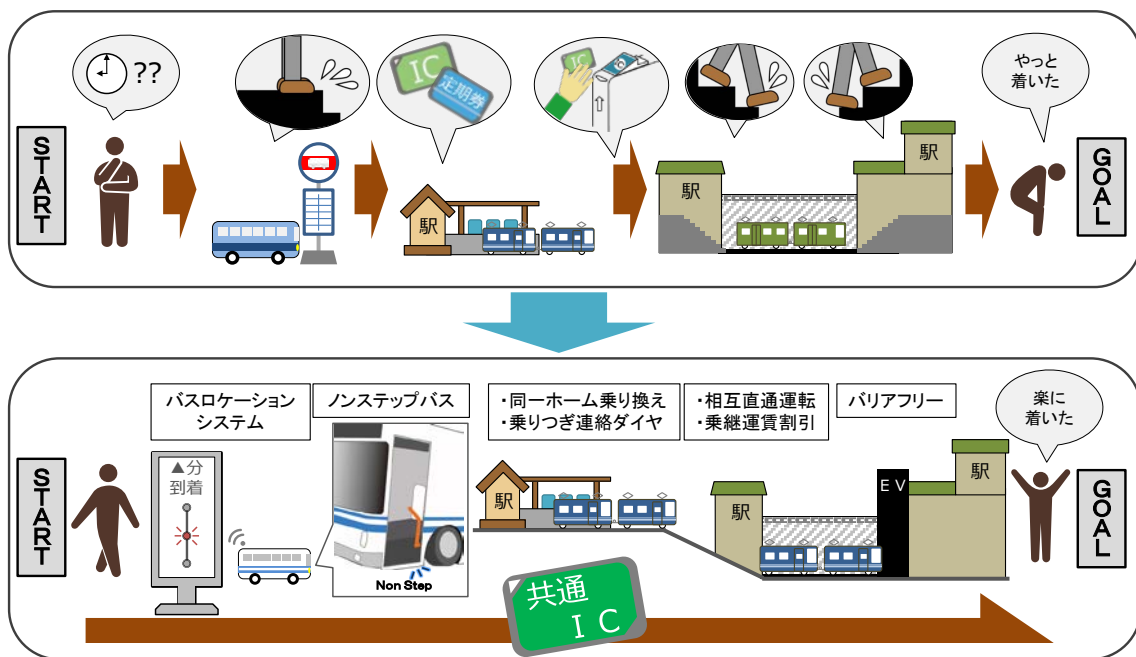 START
??
IC
定期券
IC
駅
駅
駅
やっと
着いた
GOAL
START
バスロケーション
システム
▲分
到着
ノンステップバス
Non Step
・同一ホーム乗り換え
・乗りつぎ連絡ダイヤ
駅
・相互直通運転
・乗継運賃割引
駅
バリアフリー
EV
駅
楽に
着いた
GOAL
共通
IC